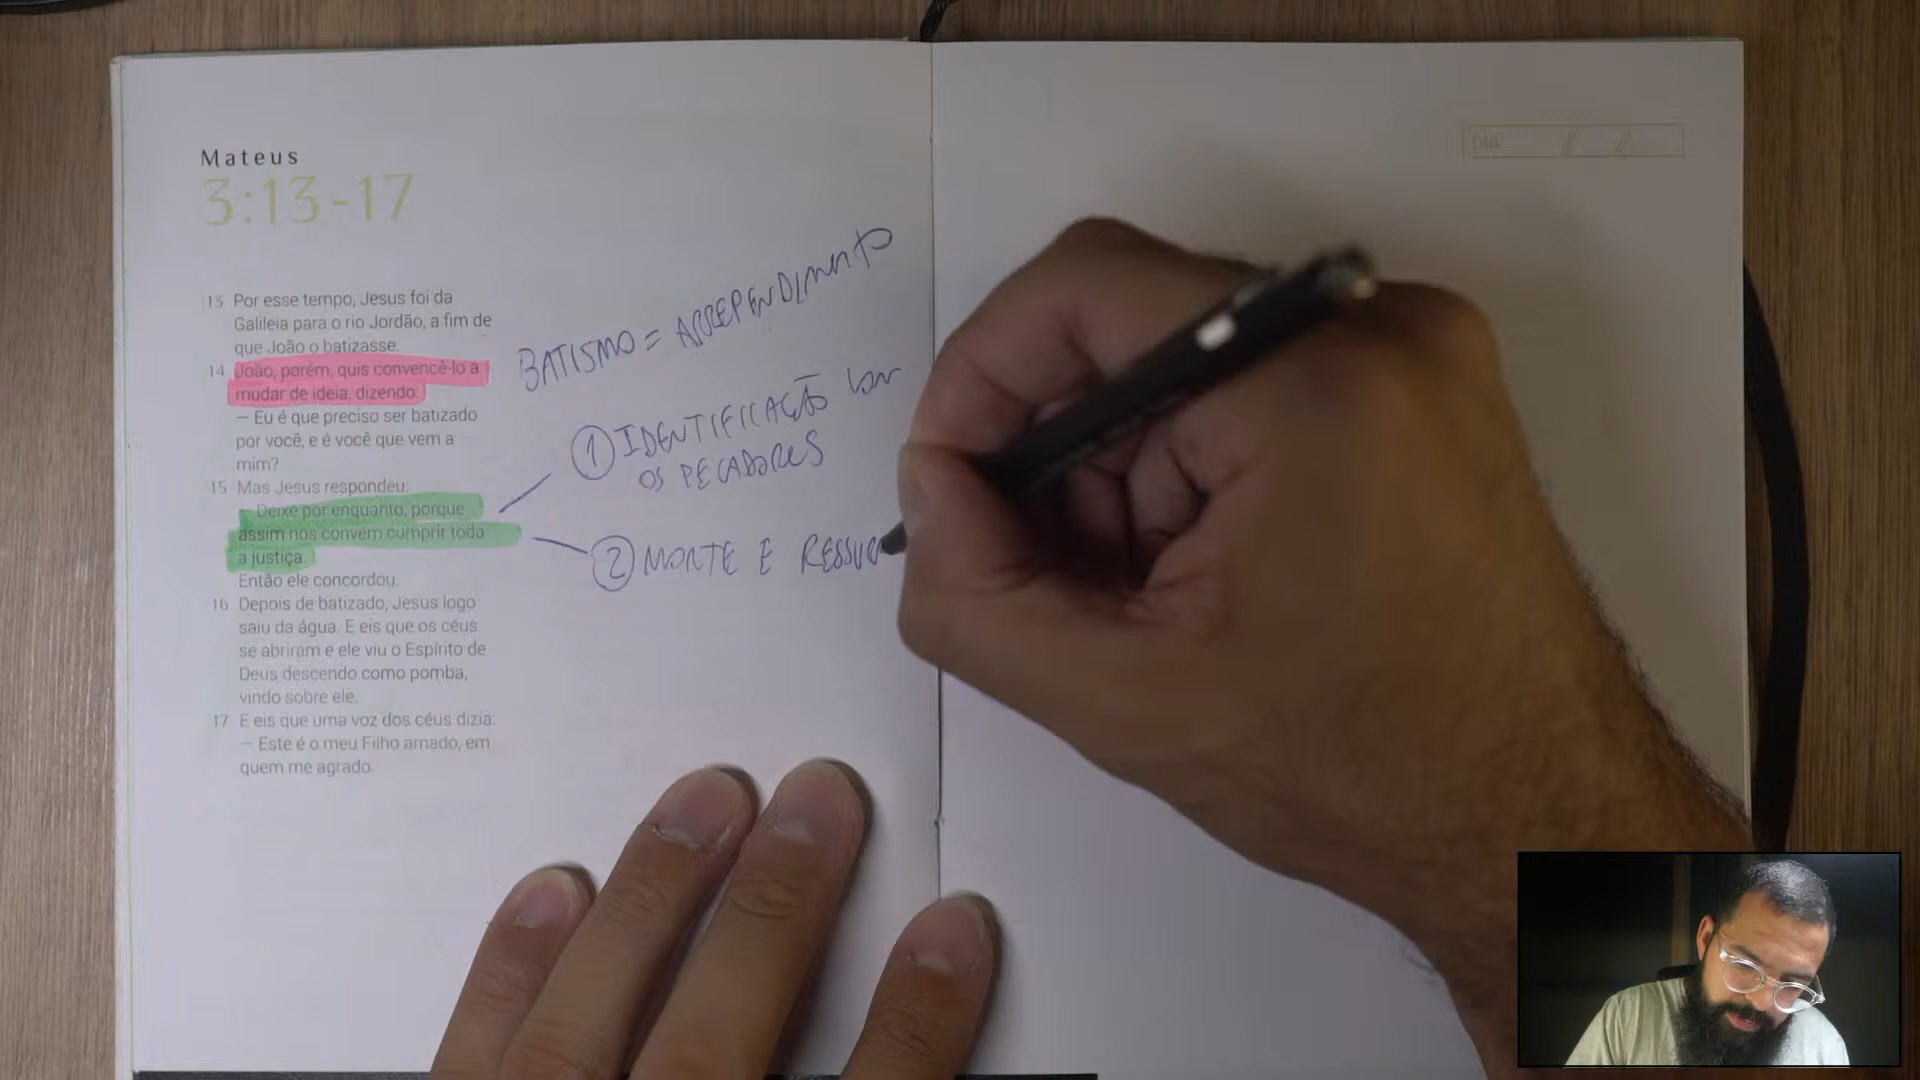 Mateus
3:13-17
DIA / /
13 Por esse tempo, Jesus foi da
Galileia para o rio Jordão, a fim de
que João o batizasse.
14 João, porém, quis convencê-lo a
mudar de ideia, dizendo:
— Eu é que preciso ser batizado
por você, e é você que vem a
mim?
15 Mas Jesus respondeu:
— Deixe por enquanto, porque
assim nos convém cumprir toda
a justiça.
Então ele concordou.
16 Depois de batizado, Jesus logo
saiu da água. E eis que os céus
se abriram e ele viu o Espírito de
Deus descendo como pomba,
vindo sobre ele.
17 E eis que uma voz dos céus dizia:
— Este é o meu Filho amado, em
quem me agrado.
BATISMO = ARREPENDIMENTO
1 IDENTIFICAÇÃO COM
OS PECADORES
2 MORTE E RESSUR